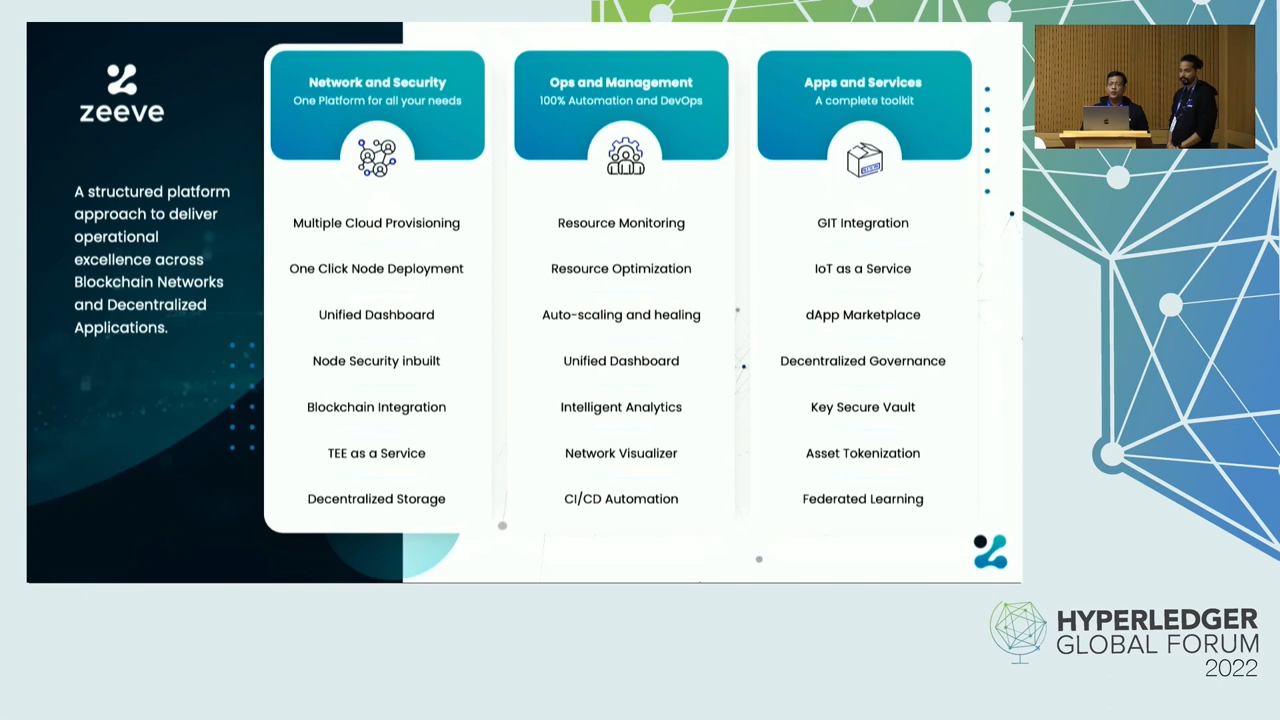 zeeve
A structured platform
approach to deliver
operational
excellence across
Blockchain Networks
and Decentralized
Applications.
Network and Security
One Platform for all your needs
Multiple Cloud Provisioning
One Click Node Deployment
Unified Dashboard
Node Security inbuilt
Blockchain Integration
TEE as a Service
Decentralized Storage
Ops and Management
100% Automation and DevOps
Resource Monitoring
Resource Optimization
Auto-scaling and healing
Unified Dashboard
Intelligent Analytics
Network Visualizer
CI/CD Automation
Apps and Services
A complete toolkit
GIT Integration
IoT as a Service
dApp Marketplace
Decentralized Governance
Key Secure Vault
Asset Tokenization
Federated Learning
HYPERLEDGER
GLOBAL FORUM
2022